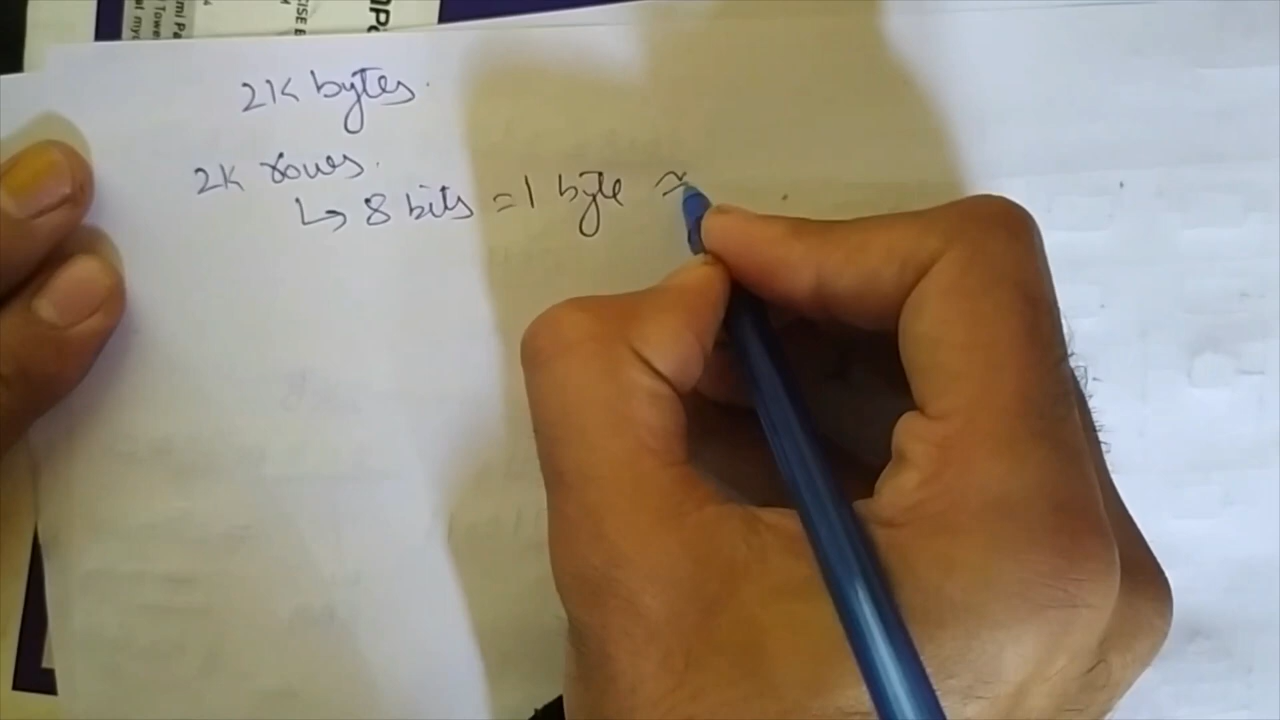 2K bytes.
2K rows.
↳ 8 bits = 1 byte ≈